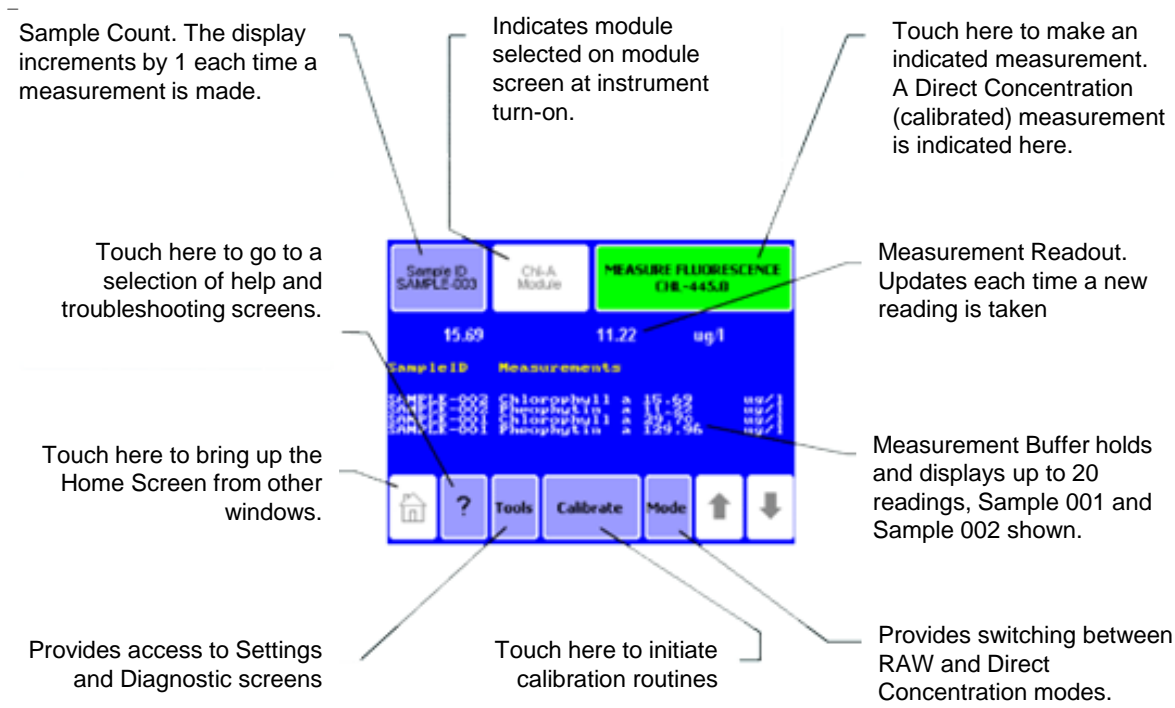 Sample Count. The display
increments by 1 each time a
measurement is made.
Indicates module
selected on module
screen at instrument
turn-on.
Touch here to make an
indicated measurement.
A Direct Concentration
(calibrated) measurement
is indicated here.
Touch here to go to a
selection of help and
troubleshooting screens.
Measurement Readout.
Updates each time a new
reading is taken
Sample ID
SAMPLE-003
Chl-A
Module
MEASURE FLUORESCENCE
CHL-445.0
15.69 11.22 ug/l
SampleID Measurements
SAMPLE-002 Chlorophyll a 15.69 ug/l
SAMPLE-002 Pheophytin a ug/l
SAMPLE-001 Chlorophyll a ug/l
SAMPLE-001 Pheophytin a 129.96 ug/l
Touch here to bring up the
Home Screen from other
windows.
Measurement Buffer holds
and displays up to 20
readings, Sample 001 and
Sample 002 shown.
? Tools Calibrate Mode
Provides access to Settings
and Diagnostic screens
Touch here to initiate
calibration routines
Provides switching between
RAW and Direct
Concentration modes.